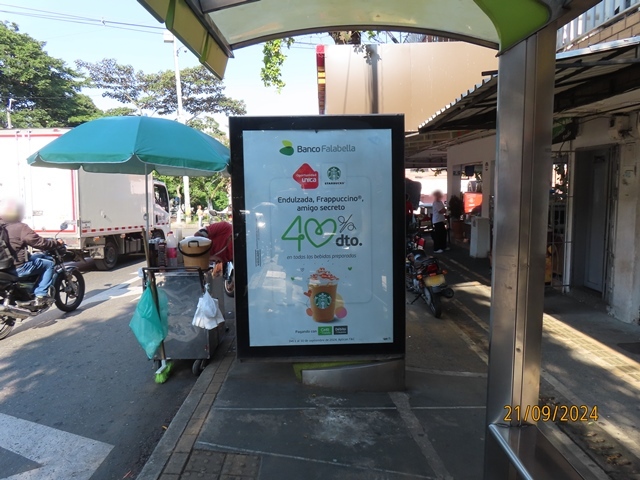 Banco Falabella
Oportunidad
única
STARBUCKS
Endulzada, Frappuccino®,
amigo secreto
40%
dto.
en todas las bebidas preparadas
21/09/2024